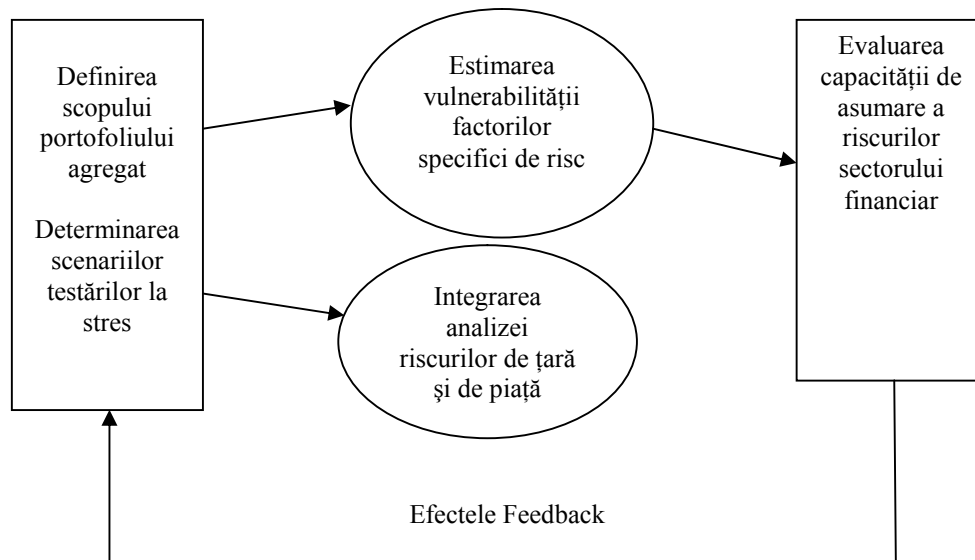 Definirea
scopului
portofoliului
agregat
Determinarea
scenariilor
testărilor la
stres
Estimarea
vulnerabilității
factorilor
specifici de risc
Integrarea
analizei
riscurilor de țară
şi de piață
Evaluarea
capacității de
asumare a
riscurilor
sectorului
financiar
Efectele Feedback